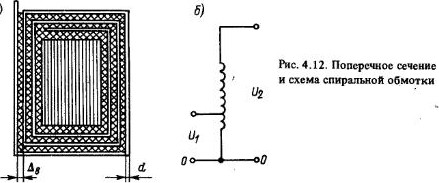 ) б)
Рис. 4.12. Поперечное сечение
и схема спиральной обмотки
U2
U1
0 0
Δв d